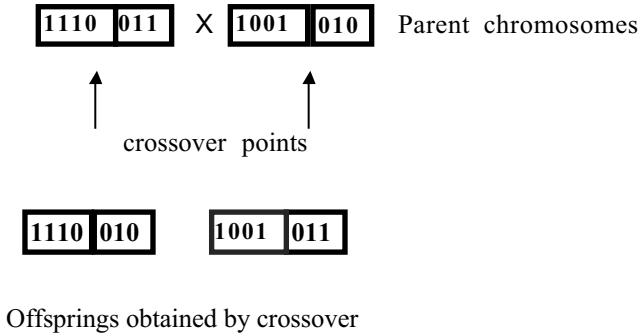 1110 011 X 1001 010 Parent chromosomes
crossover points
1110 010 1001 011
Offsprings obtained by crossover